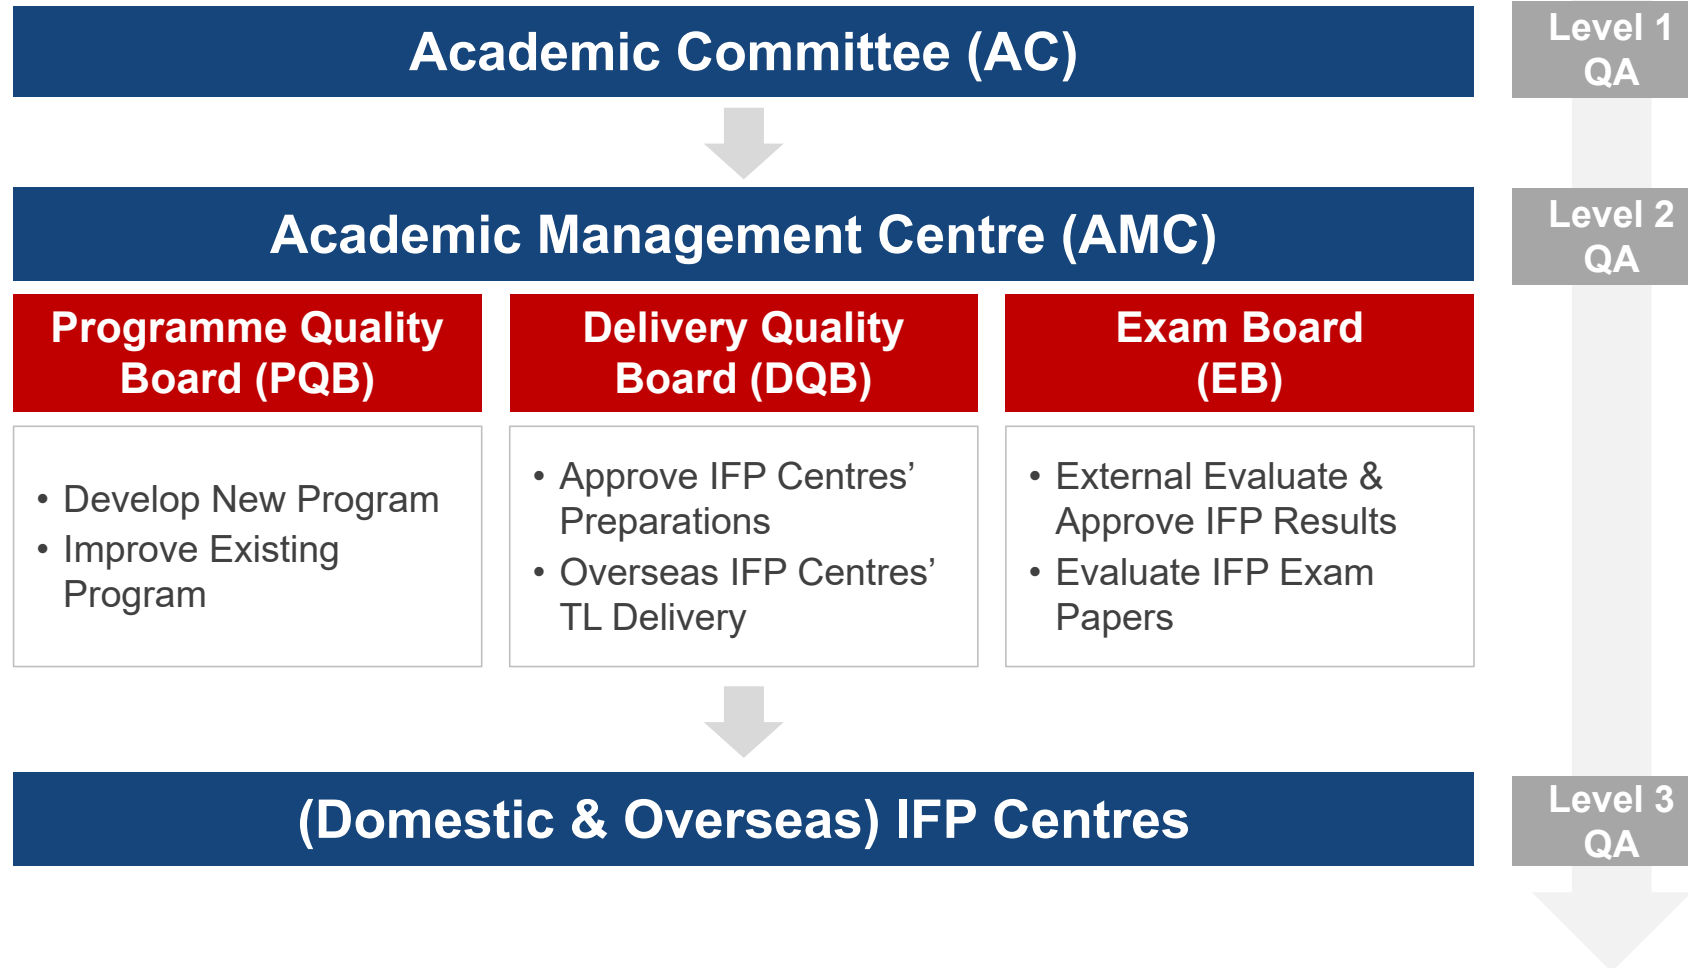 Academic Committee (AC)
Level 1
QA
Academic Management Centre (AMC)
Level 2
QA
Programme Quality
Board (PQB)
• Develop New Program
• Improve Existing
Program
Delivery Quality
Board (DQB)
• Approve IFP Centres’
Preparations
• Overseas IFP Centres’
TL Delivery
Exam Board
(EB)
• External Evaluate &
Approve IFP Results
• Evaluate IFP Exam
Papers
(Domestic & Overseas) IFP Centres
Level 3
QA